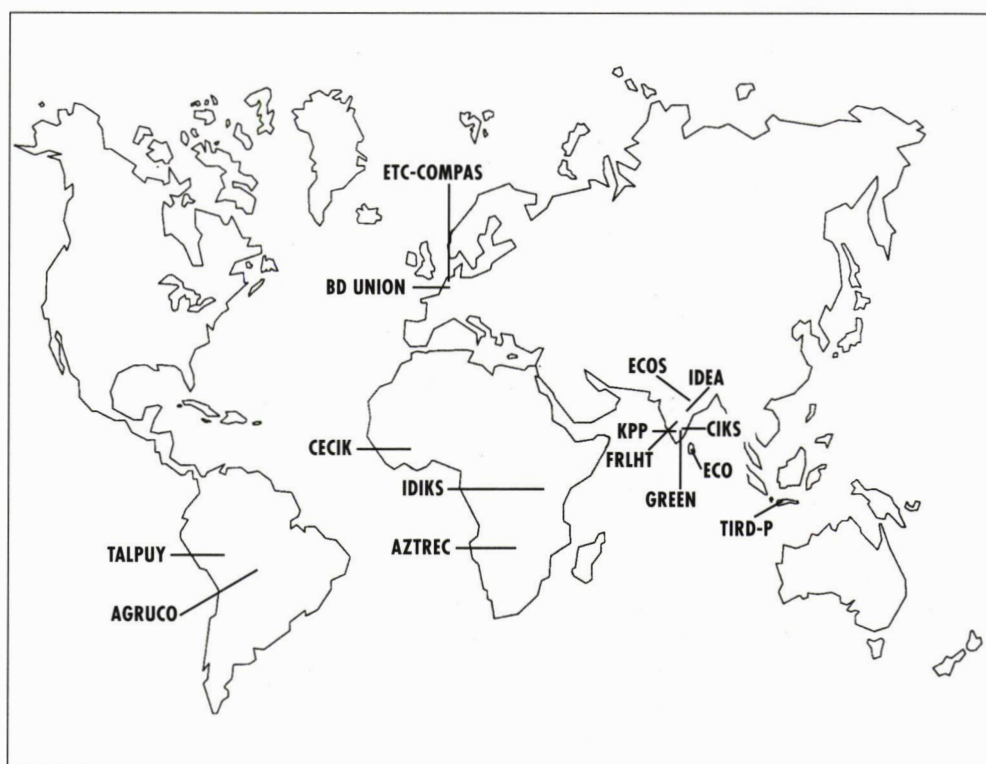 ETC-COMPAS
BD UNION
ECOS
IDEA
KPP
CIKS
FRLHT
ECO
GREEN
TIRD-P
CECIK
IDIKS
AZTREC
TALPUY
AGRUCO